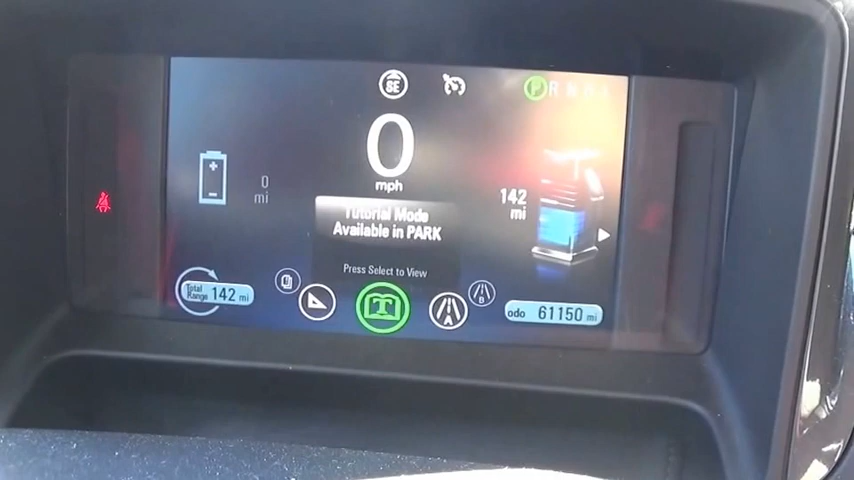 SE
P R N D L
0
mph
0
mi
142
mi
Tutorial Mode
Available in PARK
Press Select to View
Total
Range 142 mi
T
A
B
odo 61150 mi